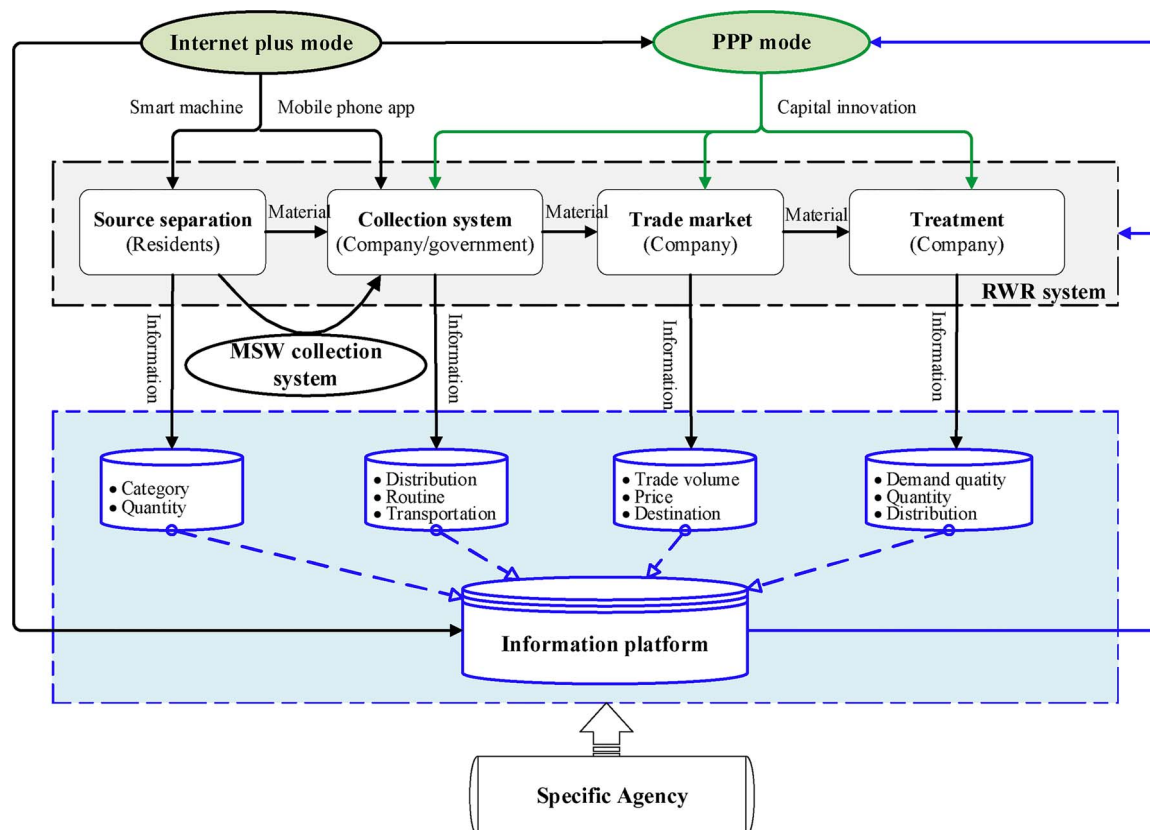 Internet plus mode
PPP mode
Smart machine
Mobile phone app
Capital innovation
Source separation
(Residents)
Material
Collection system
(Company/government)
Material
Trade market
(Company)
Material
Treatment
(Company)
RWR system
Information
MSW collection
system
Information
Information
Information
• Category
• Quantity
• Distribution
• Routine
• Transportation
• Trade volume
• Price
• Destination
• Demand quatity
• Quantity
• Distribution
Information platform
Specific Agency